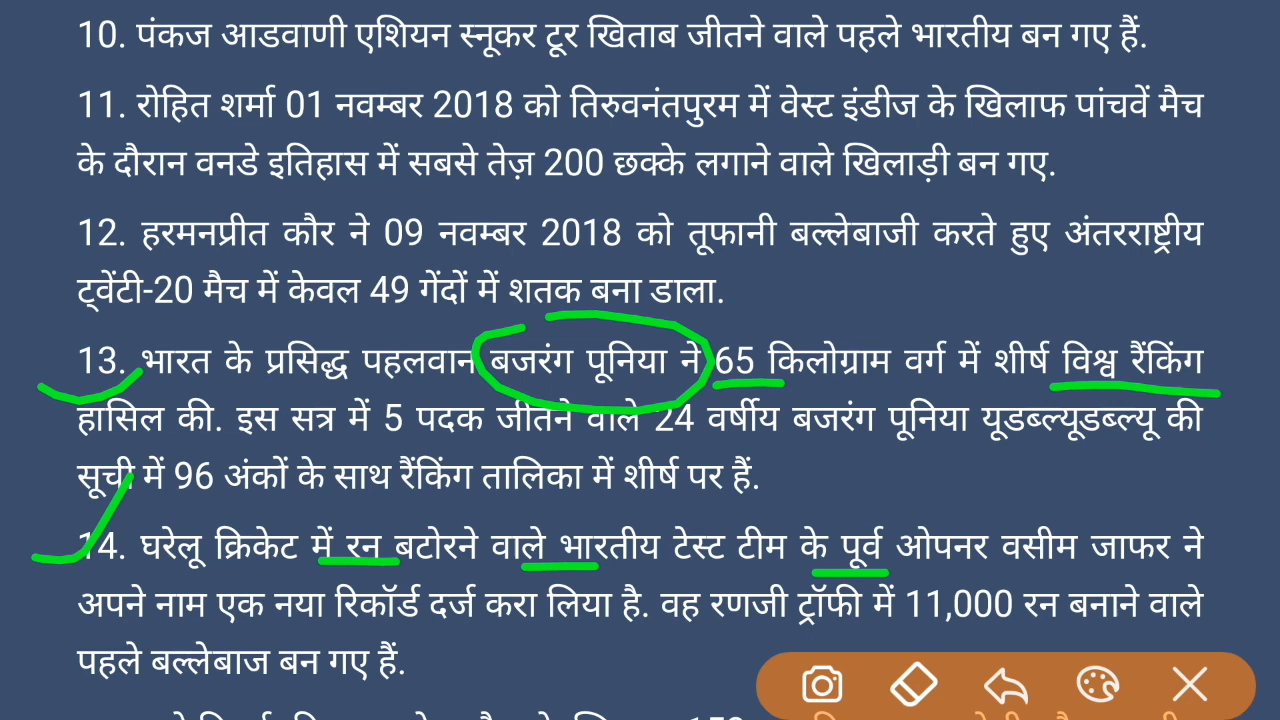 10. पंकज आडवाणी एशियन स्नूकर टूर खिताब जीतने वाले पहले भारतीय बन गए हैं.
11. रोहित शर्मा 01 नवम्बर 2018 को तिरुवनंतपुरम में वेस्ट इंडीज के खिलाफ पांचवें मैच
के दौरान वनडे इतिहास में सबसे तेज़ 200 छक्के लगाने वाले खिलाड़ी बन गए.
12. हरमनप्रीत कौर ने 09 नवम्बर 2018 को तूफानी बल्लेबाजी करते हुए अंतरराष्ट्रीय
ट्वेंटी-20 मैच में केवल 49 गेंदों में शतक बना डाला.
13. भारत के प्रसिद्ध पहलवान बजरंग पूनिया ने 65 किलोग्राम वर्ग में शीर्ष विश्व रैंकिंग
हासिल की. इस सत्र में 5 पदक जीतने वाले 24 वर्षीय बजरंग पूनिया यूडब्ल्यूडब्ल्यू की
सूची में 96 अंकों के साथ रैंकिंग तालिका में शीर्ष पर हैं.
14. घरेलू क्रिकेट में रन बटोरने वाले भारतीय टेस्ट टीम के पूर्व ओपनर वसीम जाफर ने
अपने नाम एक नया रिकॉर्ड दर्ज करा लिया है. वह रणजी ट्रॉफी में 11,000 रन बनाने वाले
पहले बल्लेबाज बन गए हैं.